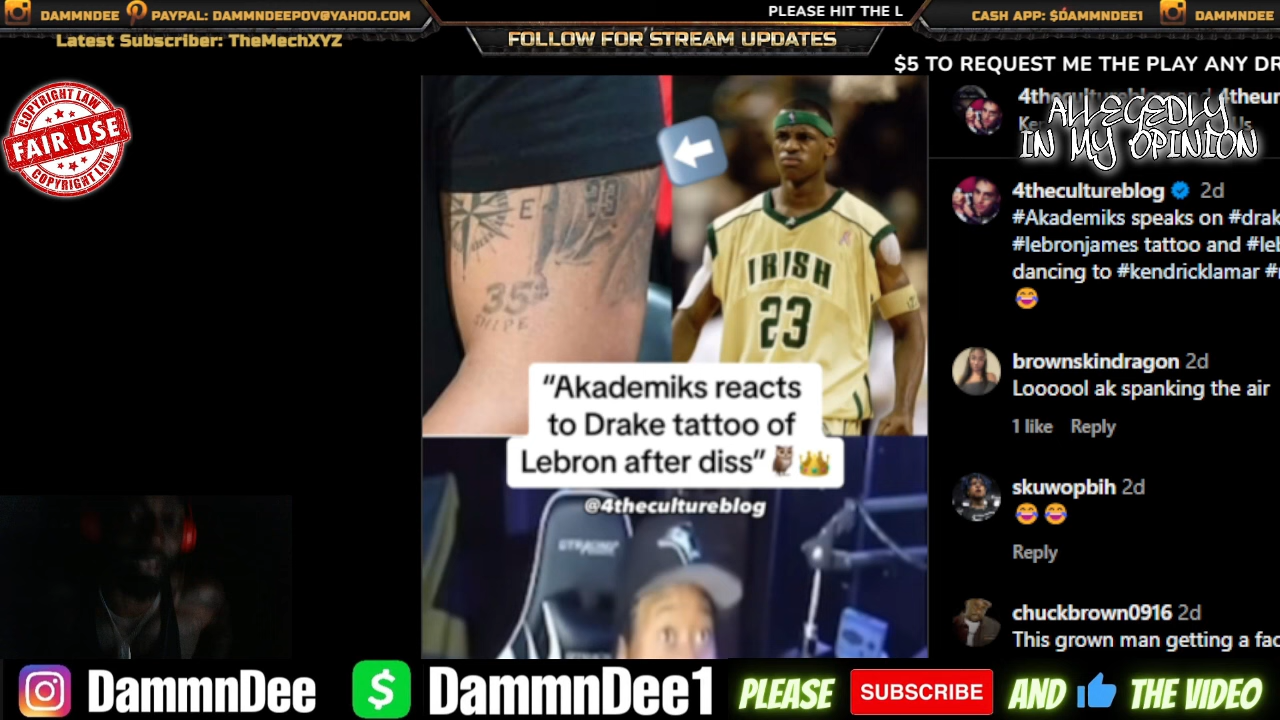 DAMMNDEE
PAYPAL: DAMMNDEEPOV@YAHOO.COM
PLEASE HIT THE L
CASH APP: $DAMMNDEE1
DAMMNDEE
Latest Subscriber: TheMechXYZ
FOLLOW FOR STREAM UPDATES
$5 TO REQUEST ME THE PLAY ANY DR
COPYRIGHT LAW
FAIR USE
COPYRIGHT LAW
ALLEGEDLY
IN MY OPINION
4thecultureblog 2d
#Akademiks speaks on #drak
#lebronjames tattoo and #leb
dancing to #kendricklamar #n
😂
E
23
35
IRISH
23
brownskindragon 2d
Loooool ak spanking the air
1 like Reply
"Akademiks reacts
to Drake tattoo of
Lebron after diss"🦉👑
@4thecultureblog
skuwopbih 2d
😂😂
Reply
chuckbrown0916 2d
This grown man getting a fac
DammnDee
$
DammnDee1
PLEASE
SUBSCRIBE
AND
THE VIDEO